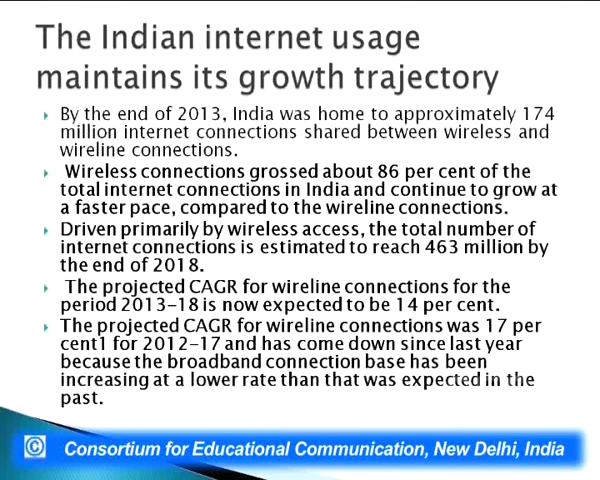 The Indian internet usage
maintains its growth trajectory
By the end of 2013, India was home to approximately 174
million internet connections shared between wireless and
wireline connections.
Wireless connections grossed about 86 per cent of the
total internet connections in India and continue to grow at
a faster pace, compared to the wireline connections.
Driven primarily by wireless access, the total number of
internet connections is estimated to reach 463 million by
the end of 2018.
The projected CAGR for wireline connections for the
period 2013-18 is now expected to be 14 per cent.
The projected CAGR for wireline connections was 17 per
cent1 for 2012-17 and has come down since last year
because the broadband connection base has been
increasing at a lower rate than that was expected in the
past.
© Consortium for Educational Communication, New Delhi, India